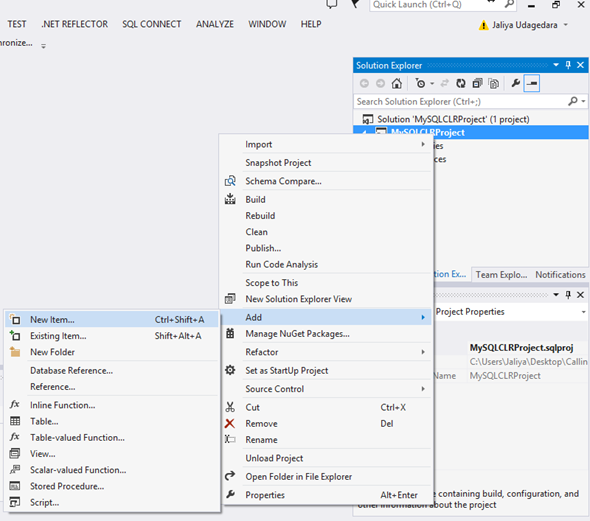 Quick Launch (Ctrl+Q)
TEST .NET REFLECTOR SQL CONNECT ANALYZE WINDOW HELP
Jaliya Udagedara
hronize...
Solution Explorer
Search Solution Explorer (Ctrl+;)
Solution 'MySQLCLRProject' (1 project)
MySQLCLRProject
ies
ces
Import
Snapshot Project
Schema Compare...
Build
Rebuild
Clean
Publish...
Run Code Analysis
Scope to This
New Solution Explorer View
Add
Manage NuGet Packages...
Refactor
Set as StartUp Project
Source Control
Cut Ctrl+X
Remove Del
Rename
Unload Project
Open Folder in File Explorer
Properties Alt+Enter
New Item... Ctrl+Shift+A
Existing Item... Shift+Alt+A
New Folder
Database Reference...
Reference...
Inline Function...
Table...
Table-valued Function...
View...
Scalar-valued Function...
Stored Procedure...
Script...
tion Ex... Team Explo... Notifications
Project Properties
MySQLCLRProject.sqlproj
C:\Users\Jaliya\Desktop\Callin
Name MySQLCLRProject
e containing build, configuration, and
other information about the project